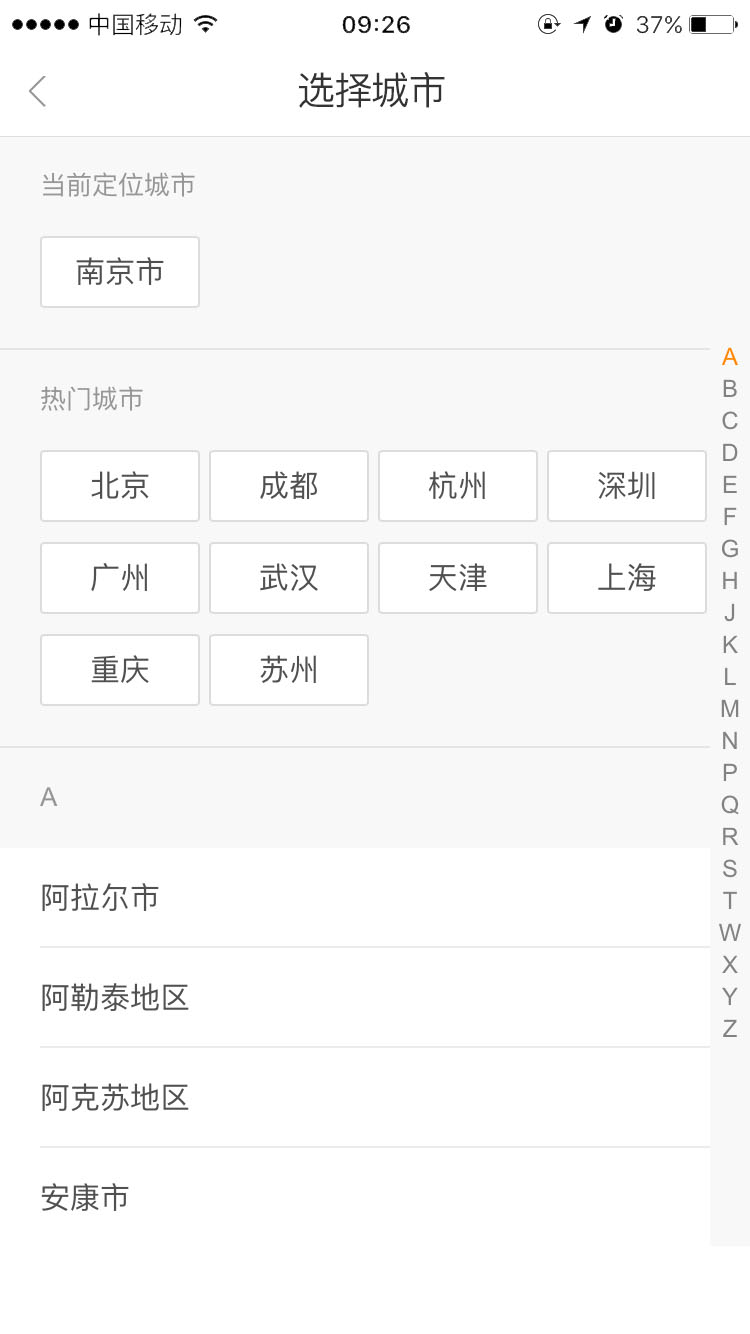 中国移动 09:26 37%
选择城市
当前定位城市
南京市
热门城市
北京 成都 杭州 深圳
广州 武汉 天津 上海
重庆 苏州
A
阿拉尔市
阿勒泰地区
阿克苏地区
安康市
A
B
C
D
E
F
G
H
J
K
L
M
N
P
Q
R
S
T
W
X
Y
Z